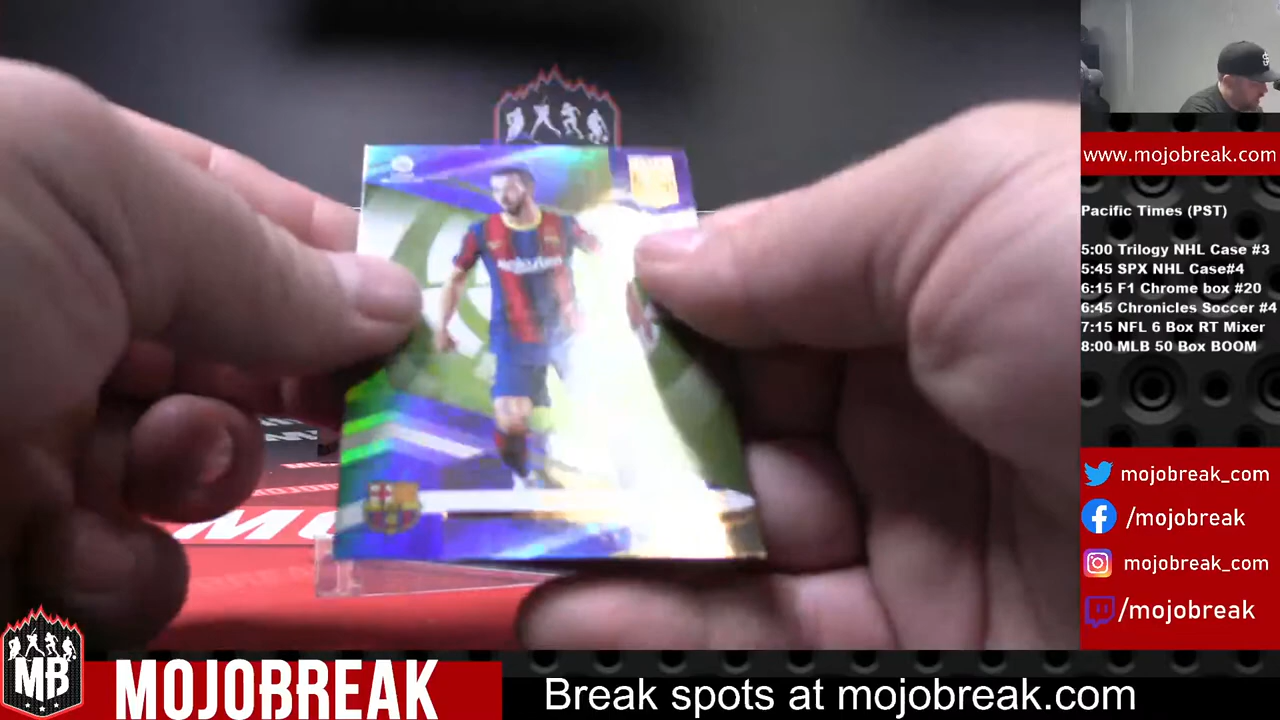 www.mojobreak.com
Pacific Times (PST)
5:00 Trilogy NHL Case #3
5:45 SPX NHL Case#4
6:15 F1 Chrome box #20
6:45 Chronicles Soccer #4
7:15 NFL 6 Box RT Mixer
8:00 MLB 50 Box BOOM
mojobreak_com
/mojobreak
mojobreak_com
/mojobreak
MB
MOJOBREAK
Break spots at mojobreak.com